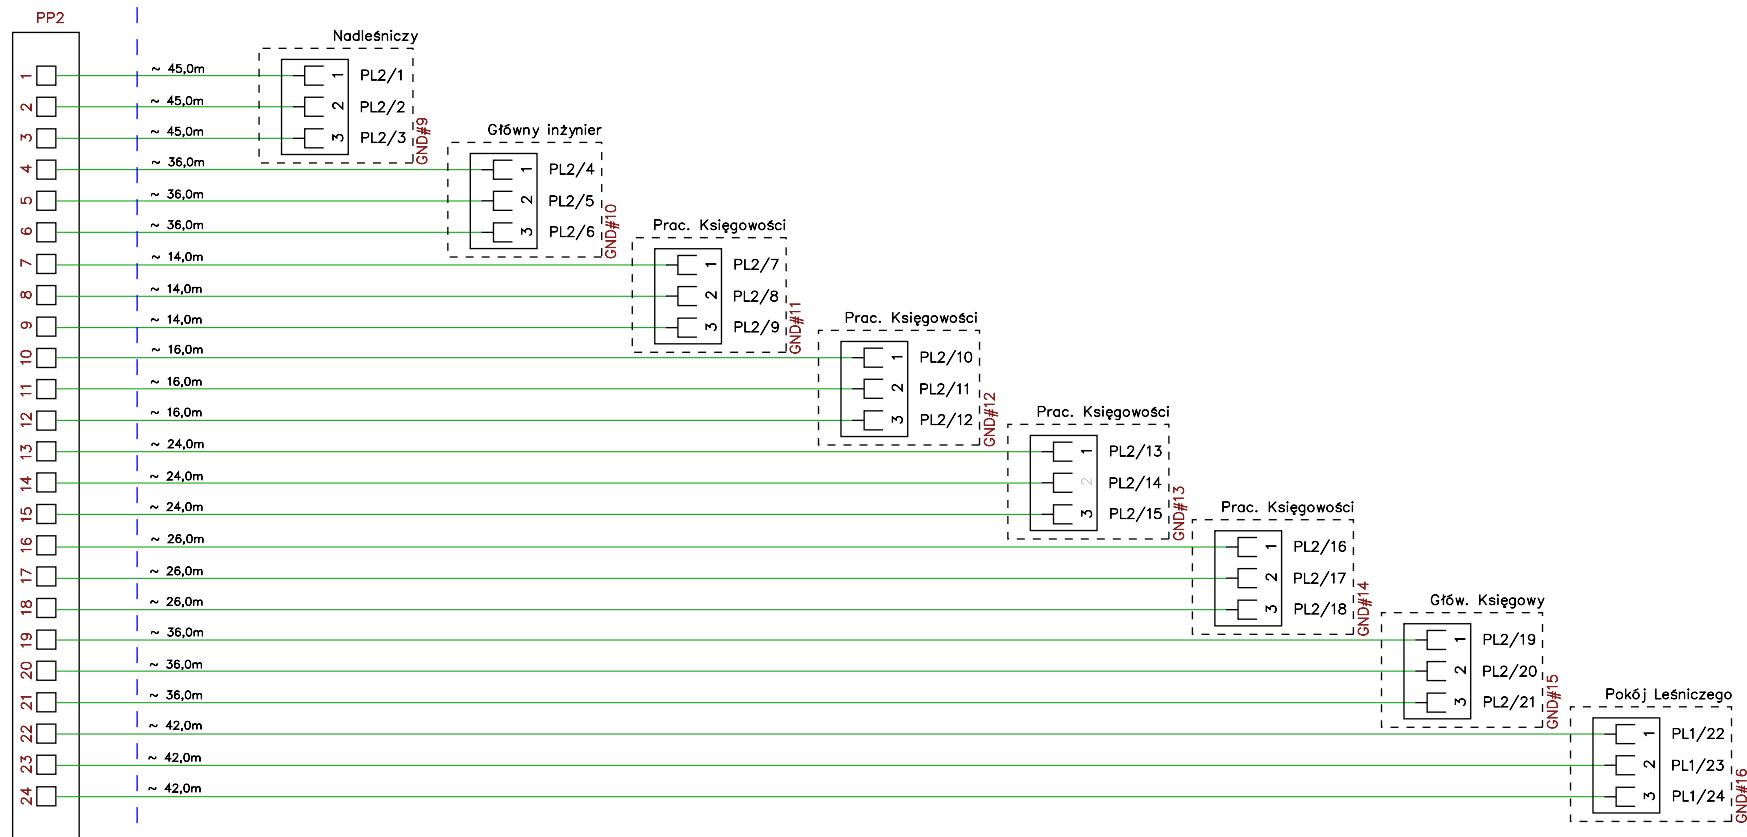 PP2
Nadleśniczy
1 ~ 45,0m 1 PL2/1
2 ~ 45,0m 2 PL2/2
3 ~ 45,0m 3 PL2/3
GND#9
Główny inżynier
4 ~ 36,0m 1 PL2/4
5 ~ 36,0m 2 PL2/5
6 ~ 36,0m 3 PL2/6
GND#10
Prac. Księgowości
7 ~ 14,0m 1 PL2/7
8 ~ 14,0m 2 PL2/8
9 ~ 14,0m 3 PL2/9
GND#11
Prac. Księgowości
10 ~ 16,0m 1 PL2/10
11 ~ 16,0m 2 PL2/11
12 ~ 16,0m 3 PL2/12
GND#12
Prac. Księgowości
13 ~ 24,0m 1 PL2/13
14 ~ 24,0m 2 PL2/14
15 ~ 24,0m 3 PL2/15
GND#13
Prac. Księgowości
16 ~ 26,0m 1 PL2/16
17 ~ 26,0m 2 PL2/17
18 ~ 26,0m 3 PL2/18
GND#14
Głów. Księgowy
19 ~ 36,0m 1 PL2/19
20 ~ 36,0m 2 PL2/20
21 ~ 36,0m 3 PL2/21
GND#15
Pokój Leśniczego
22 ~ 42,0m 1 PL1/22
23 ~ 42,0m 2 PL1/23
24 ~ 42,0m 3 PL1/24
GND#16